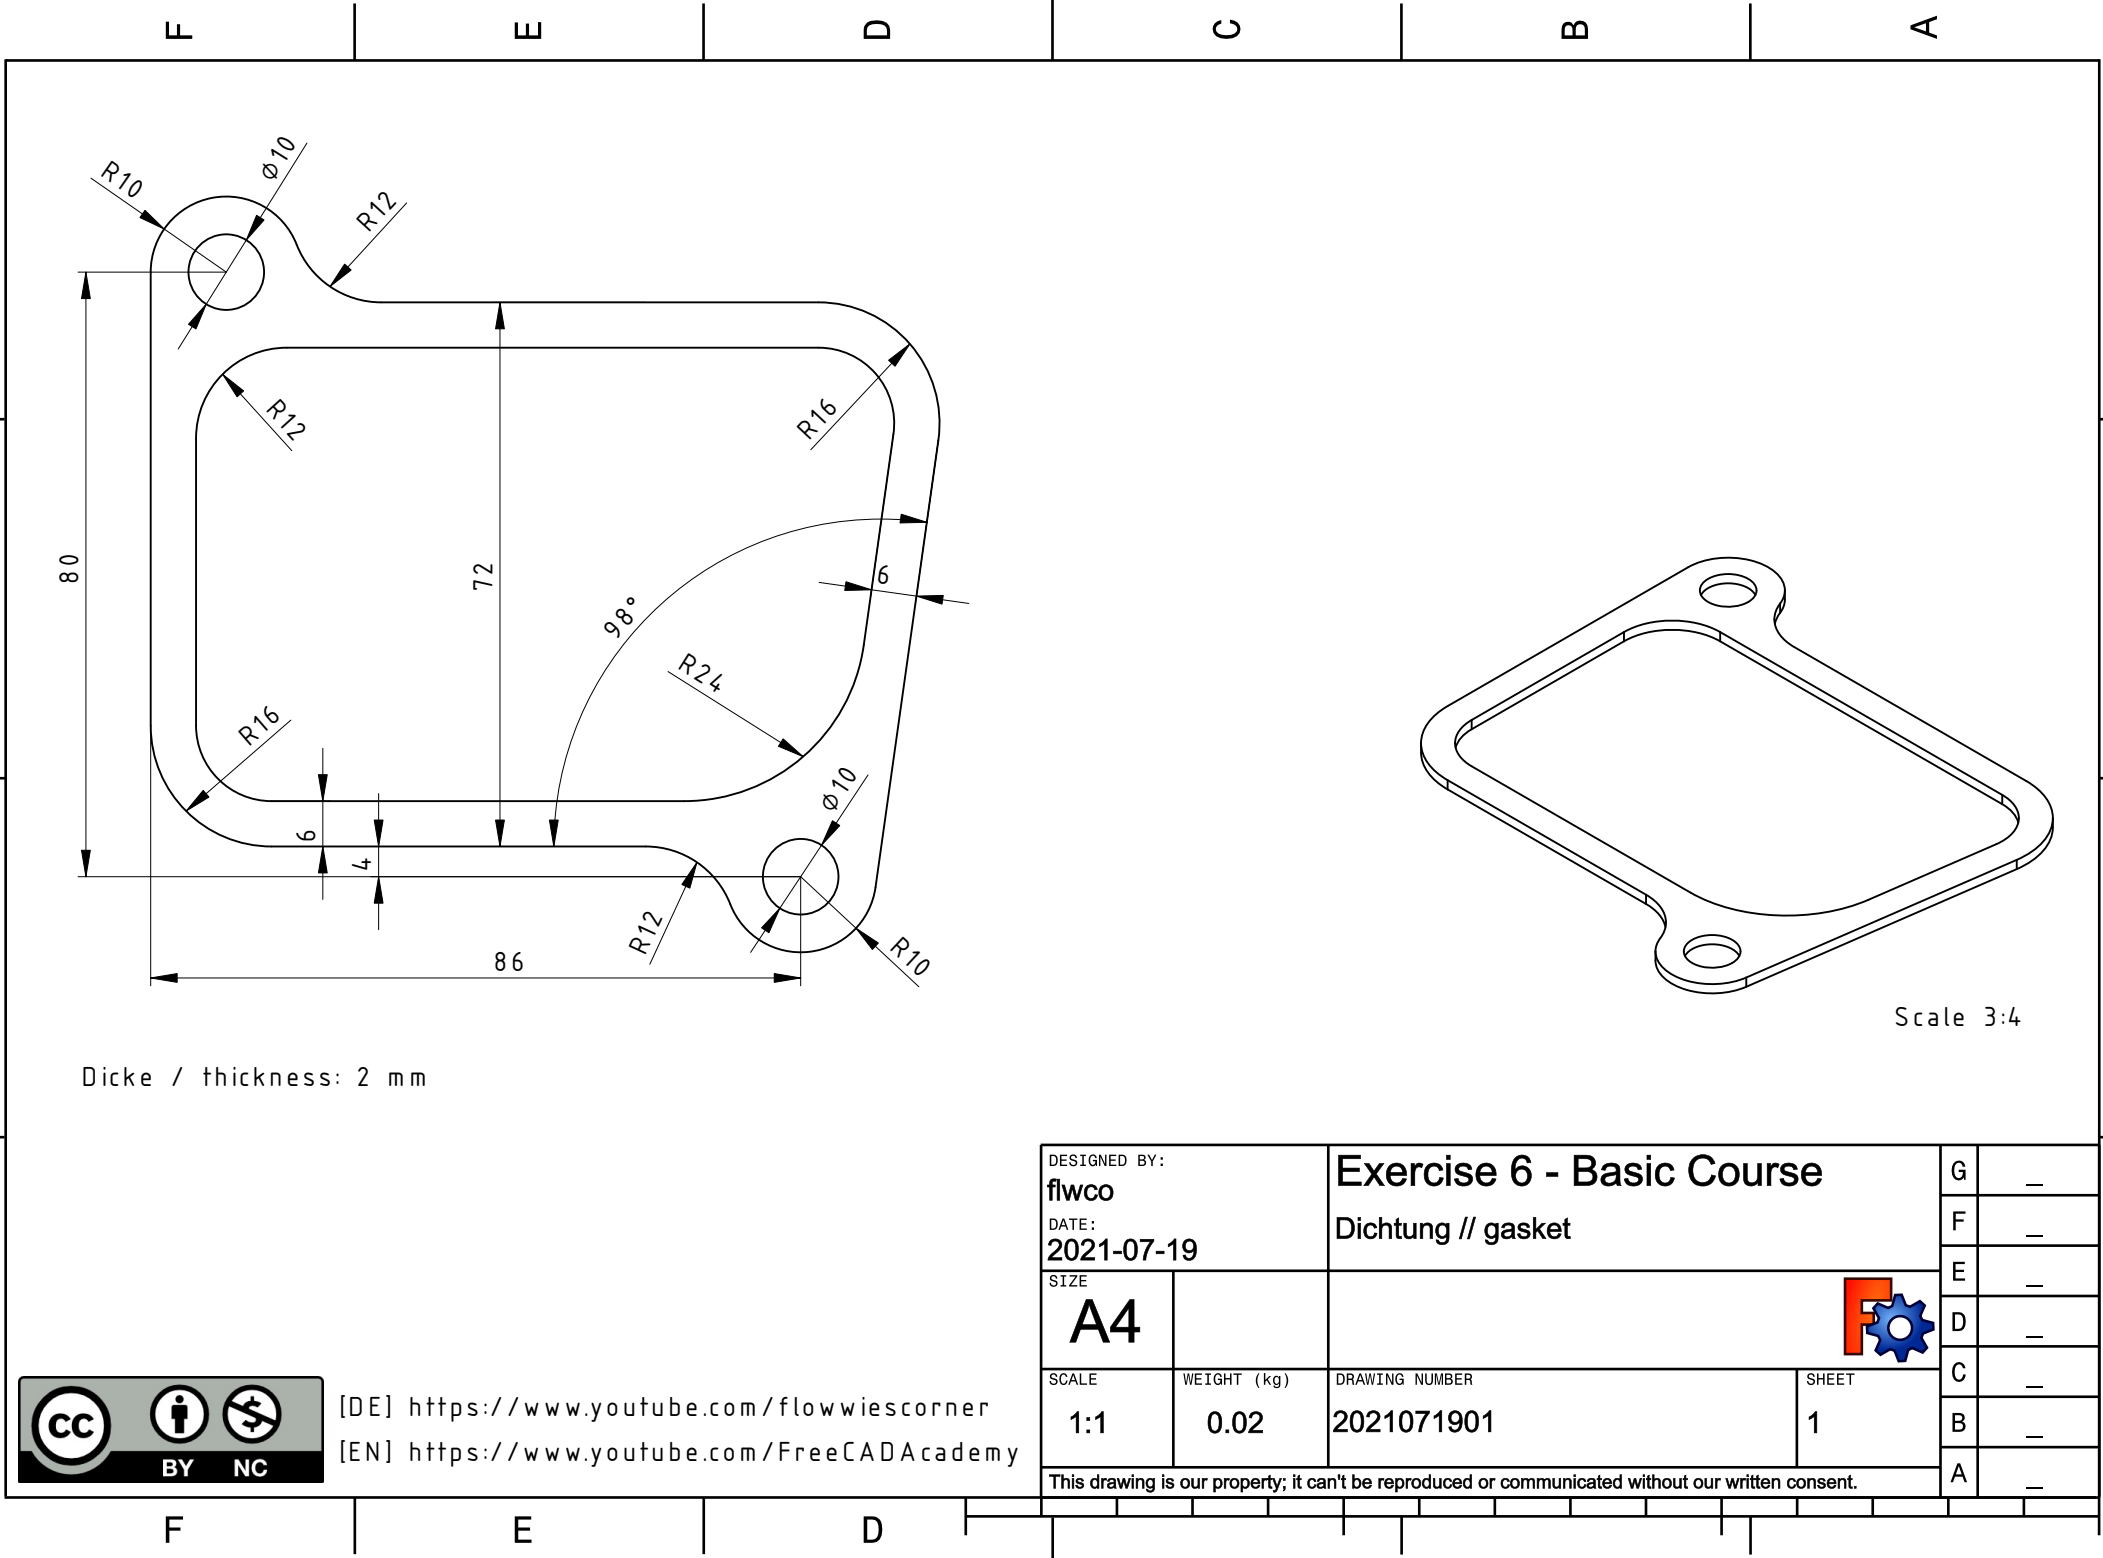 F E D C B A
R10
⌀10
R12
R12
R16
80
72
98°
6
R24
R16
⌀10
6
4
R12
R10
86
Scale 3:4
Dicke / thickness: 2 mm
DESIGNED BY:
flwco
DATE:
2021-07-19
Exercise 6 - Basic Course
Dichtung // gasket
SIZE
A4
SCALE
1:1
WEIGHT (kg)
0.02
DRAWING NUMBER
2021071901
SHEET
1
G _
F _
E _
D _
C _
B _
A _
This drawing is our property; it can't be reproduced or communicated without our written consent.
F
cc
BY NC
[DE] https://www.youtube.com/flowwiescorner
[EN] https://www.youtube.com/FreeCADAcademy
F E D